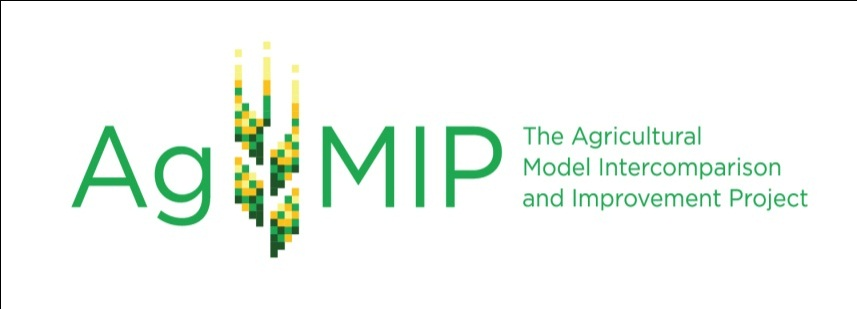 AgMIP
The Agricultural
Model Intercomparison
and Improvement Project